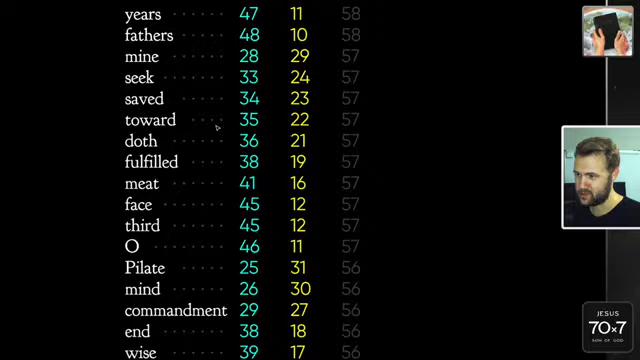 years 47 11 58
fathers 48 10 58
mine 28 29 57
seek 33 24 57
saved 34 23 57
toward 35 22 57
doth 36 21 57
fulfilled 38 19 57
meat 41 16 57
face 45 12 57
third 45 12 57
O 46 11 57
Pilate 25 31 56
mind 26 30 56
commandment 29 27 56
end 38 18 56
wise 39 17 56
JESUS
70×7
SON OF GOD